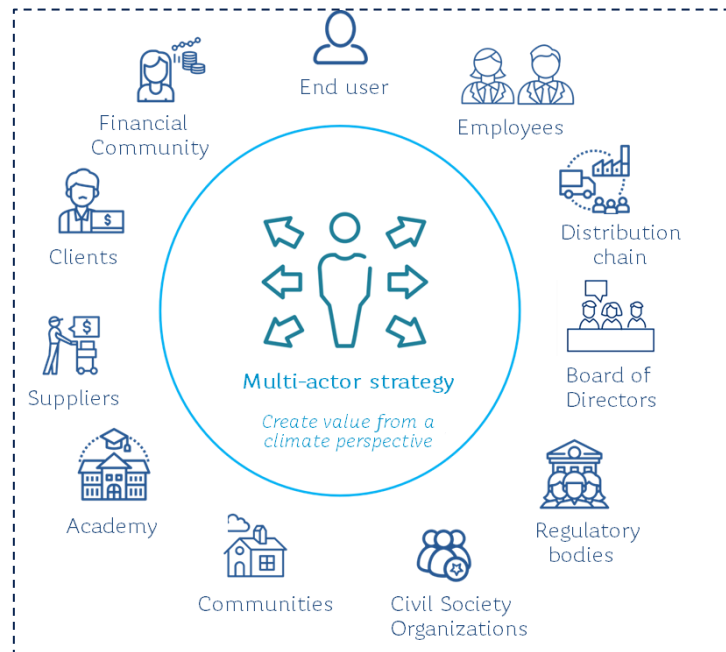 End user
Financial
Community
Employees
Clients
Distribution
chain
Suppliers
Board of
Directors
Multi-actor strategy
Create value from a
climate perspective
Academy
Regulatory
bodies
Communities
Civil Society
Organizations
$
$